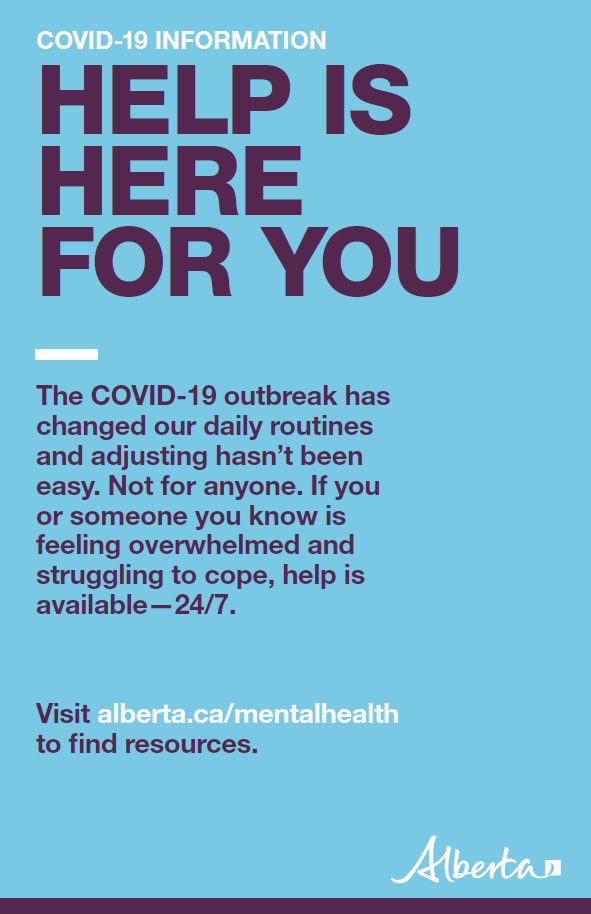 COVID-19 INFORMATION
HELP IS
HERE
FOR YOU
The COVID-19 outbreak has
changed our daily routines
and adjusting hasn’t been
easy. Not for anyone. If you
or someone you know is
feeling overwhelmed and
struggling to cope, help is
available—24/7.
Visit alberta.ca/mentalhealth
to find resources.
Alberta